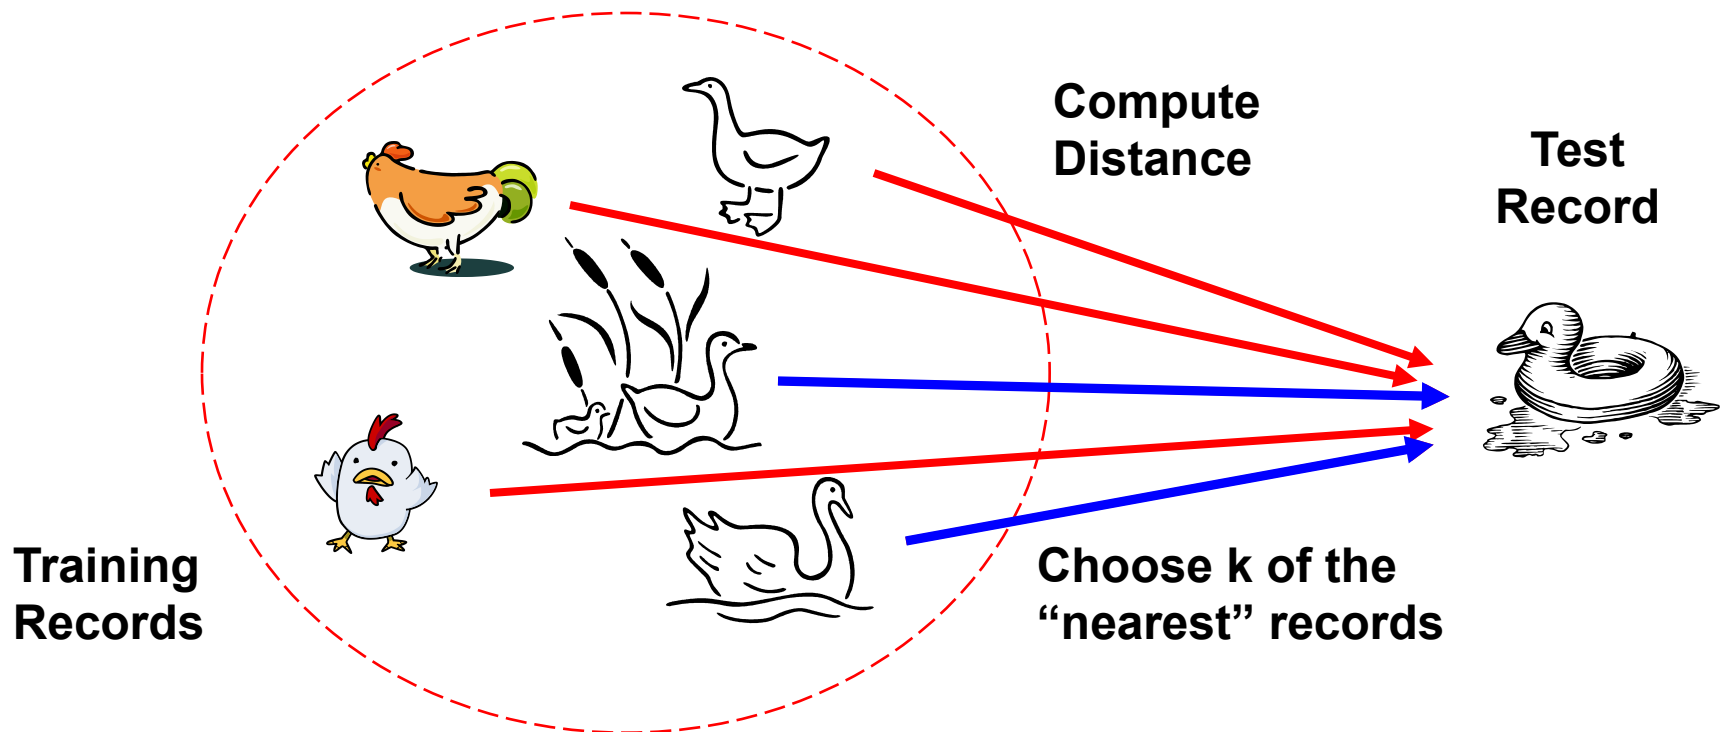 Compute
Distance
Test
Record
Training
Records
Choose k of the
“nearest” records